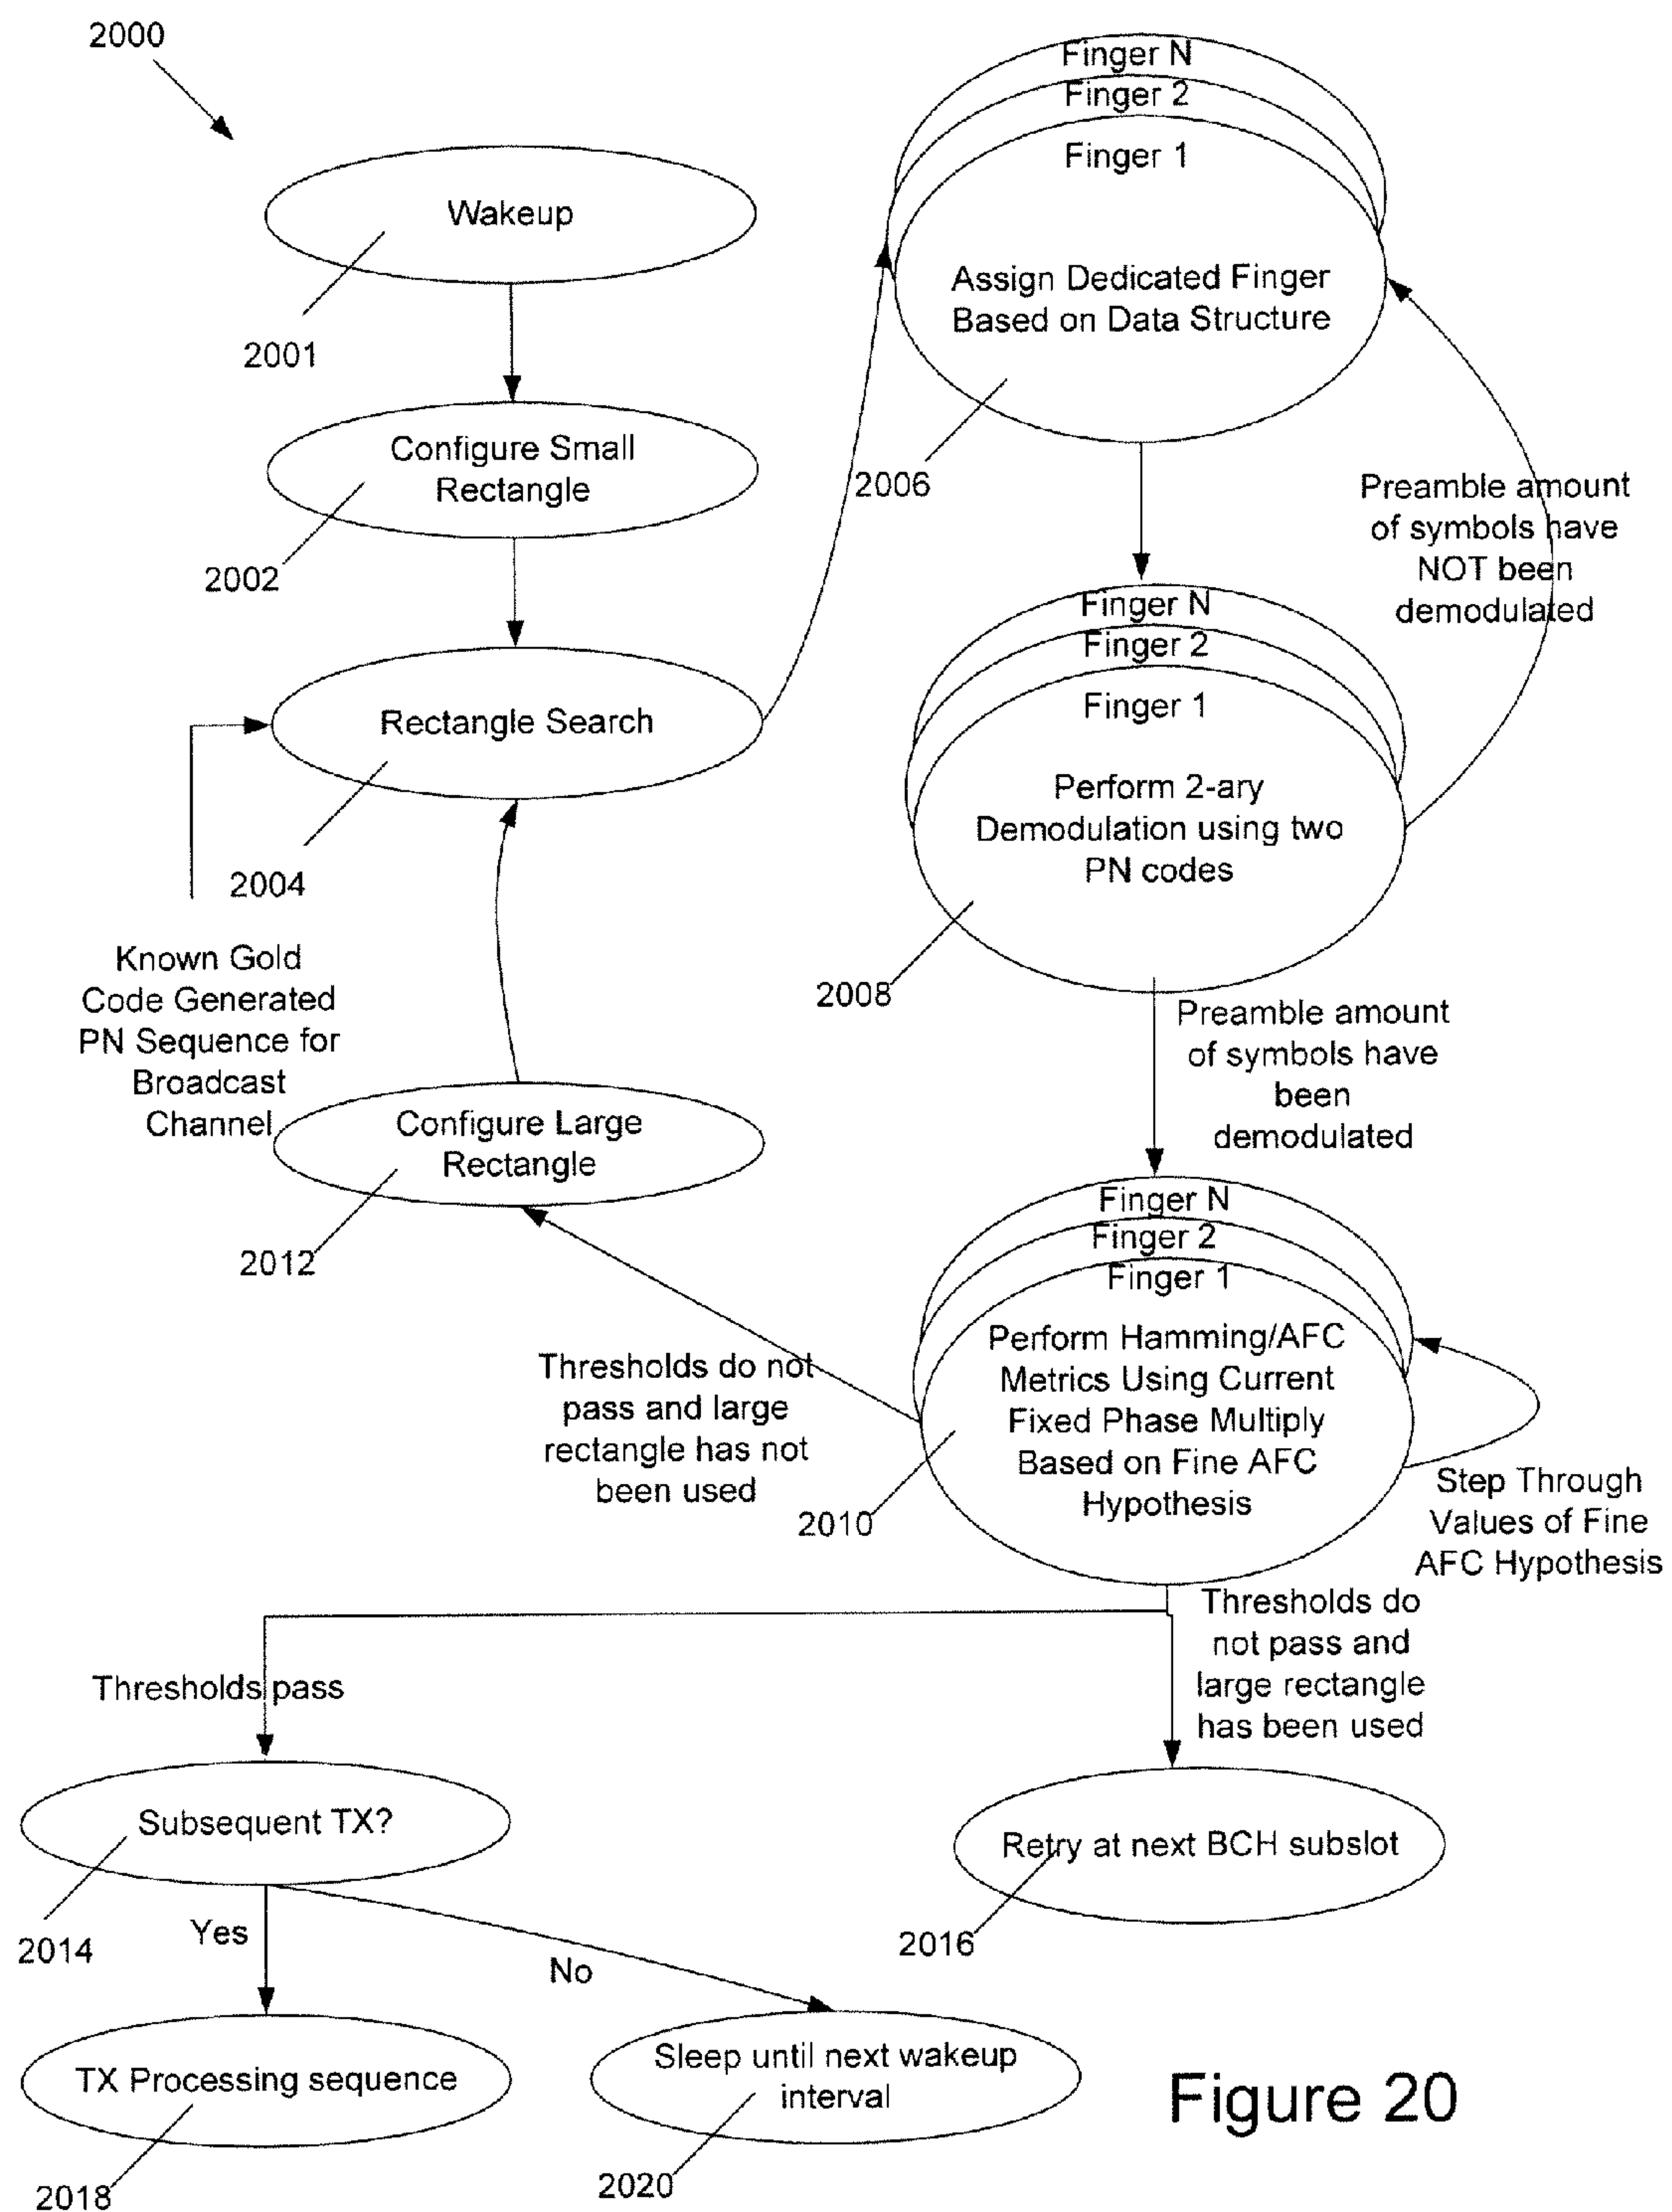 2000
Wakeup
2001
Configure Small
Rectangle
2002
Rectangle Search
2004
Known Gold
Code Generated
PN Sequence for
Broadcast
Channel
Configure Large
Rectangle
2012
Finger N
Finger 2
Finger 1
Assign Dedicated Finger
Based on Data Structure
2006
Preamble amount
of symbols have
NOT been
demodulated
Finger N
Finger 2
Finger 1
Perform 2-ary
Demodulation using two
PN codes
2008
Preamble amount
of symbols have
been
demodulated
Finger N
Finger 2
Finger 1
Perform Hamming/AFC
Metrics Using Current
Fixed Phase Multiply
Based on Fine AFC
Hypothesis
2010
Thresholds do not
pass and large
rectangle has not
been used
Step Through
Values of Fine
AFC Hypothesis
Thresholds do
not pass and
large rectangle
has been used
Thresholds pass
Subsequent TX?
2014
Retry at next BCH subslot
2016
Yes
No
TX Processing sequence
2018
Sleep until next wakeup
interval
2020
Figure 20